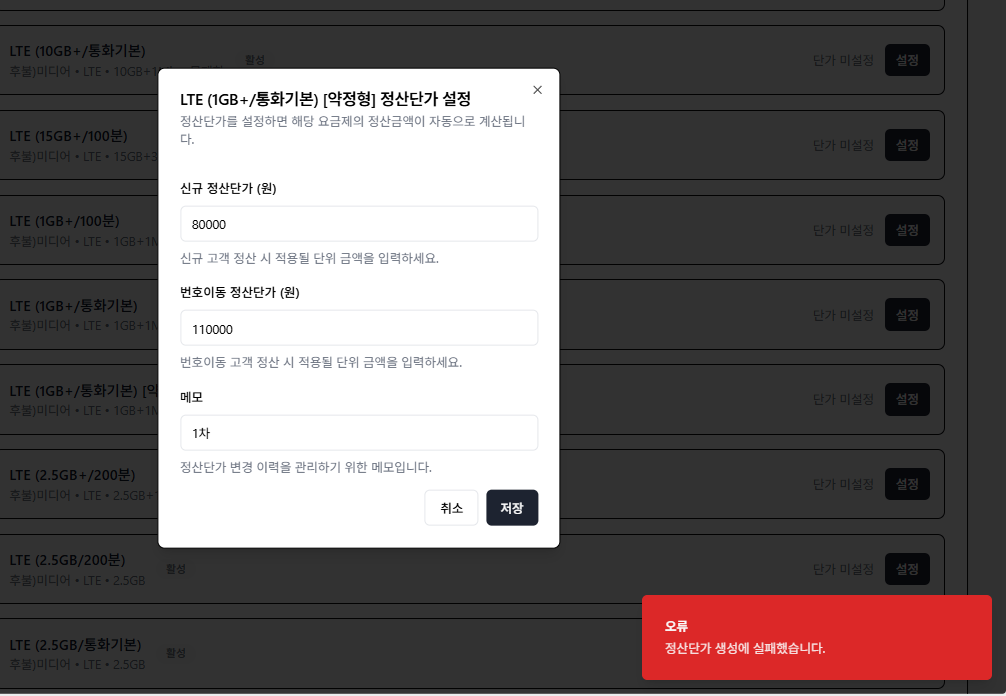 LTE (10GB+/통화기본)
활성
후불)미디어 • LTE • 10GB+1
단가 미설정
설정
LTE (15GB+/100분)
후불)미디어 • LTE • 15GB+3
단가 미설정
설정
LTE (1GB+/100분)
후불)미디어 • LTE • 1GB+1
단가 미설정
설정
LTE (1GB+/통화기본)
후불)미디어 • LTE • 1GB+1
단가 미설정
설정
LTE (1GB+/통화기본) [약
후불)미디어 • LTE • 1GB+1
단가 미설정
설정
LTE (2.5GB+/200분)
후불)미디어 • LTE • 2.5GB+
단가 미설정
설정
LTE (2.5GB/200분)
후불)미디어 • LTE • 2.5GB
활성
단가 미설정
설정
LTE (2.5GB/통화기본)
후불)미디어 • LTE • 2.5GB
활성
LTE (1GB+/통화기본) [약정형] 정산단가 설정
정산단가를 설정하면 해당 요금제의 정산금액이 자동으로 계산됩니
다.
신규 정산단가 (원)
80000
신규 고객 정산 시 적용될 단위 금액을 입력하세요.
번호이동 정산단가 (원)
110000
번호이동 고객 정산 시 적용될 단위 금액을 입력하세요.
메모
1차
정산단가 변경 이력을 관리하기 위한 메모입니다.
취소
저장
오류
정산단가 생성에 실패했습니다.